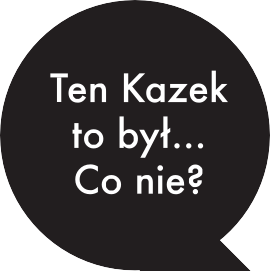 Ten Kazek
to był...
Co nie?